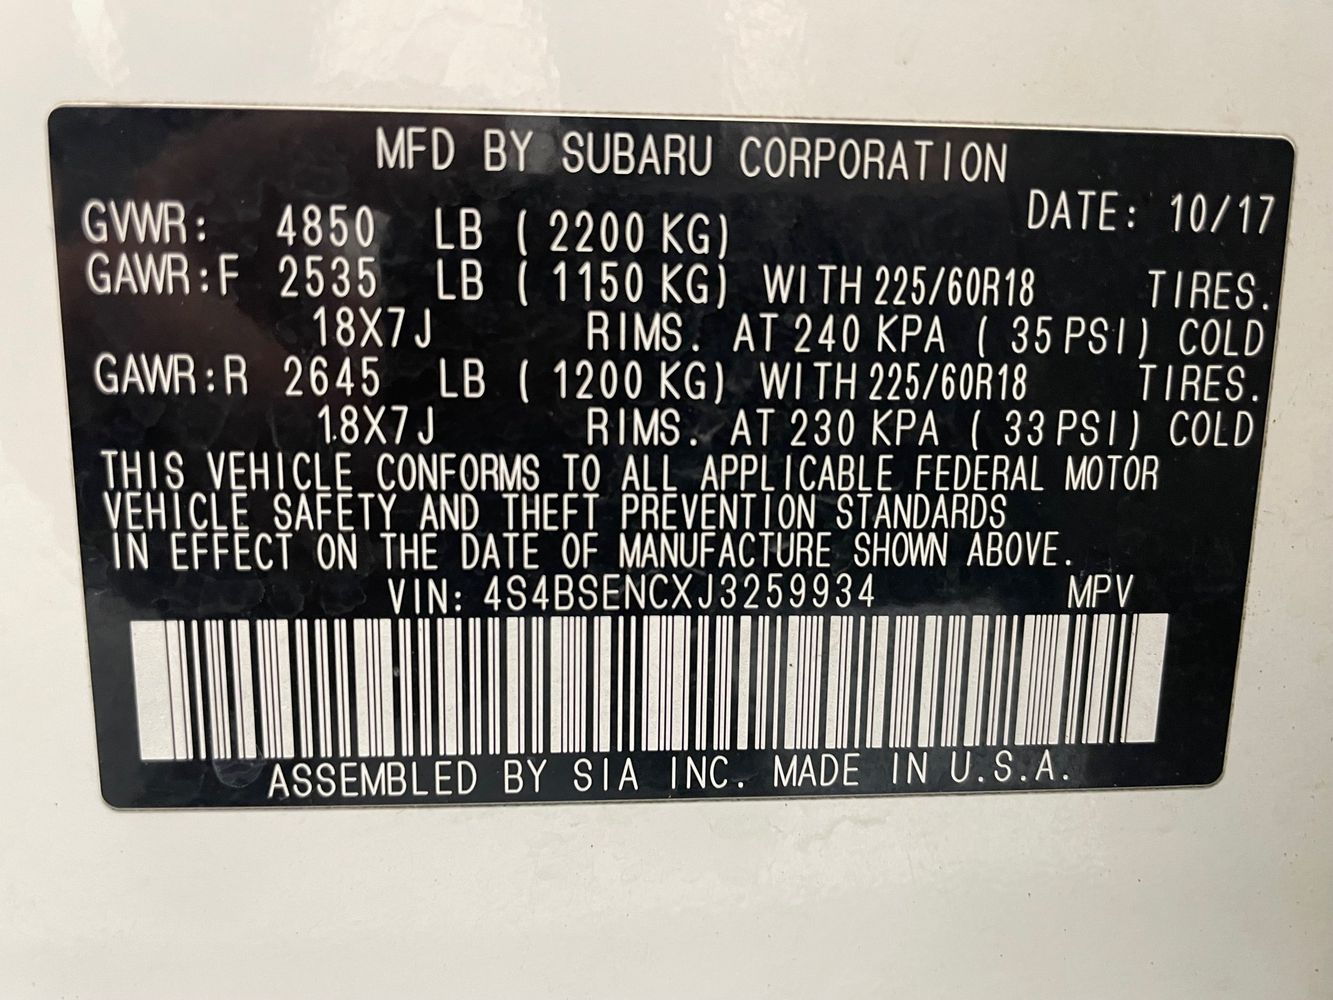 MFD BY SUBARU CORPORATION
DATE: 10/17
GVWR: 4850 LB ( 2200 KG)
GAWR:F 2535 LB ( 1150 KG) WITH 225/60R18 TIRES.
18X7J RIMS. AT 240 KPA ( 35 PSI) COLD
GAWR:R 2645 LB ( 1200 KG) WITH 225/60R18 TIRES.
18X7J RIMS. AT 230 KPA ( 33 PSI) COLD
THIS VEHICLE CONFORMS TO ALL APPLICABLE FEDERAL MOTOR
VEHICLE SAFETY AND THEFT PREVENTION STANDARDS
IN EFFECT ON THE DATE OF MANUFACTURE SHOWN ABOVE.
VIN: 4S4BSENCXJ3259934 MPV
ASSEMBLED BY SIA INC. MADE IN U.S.A.